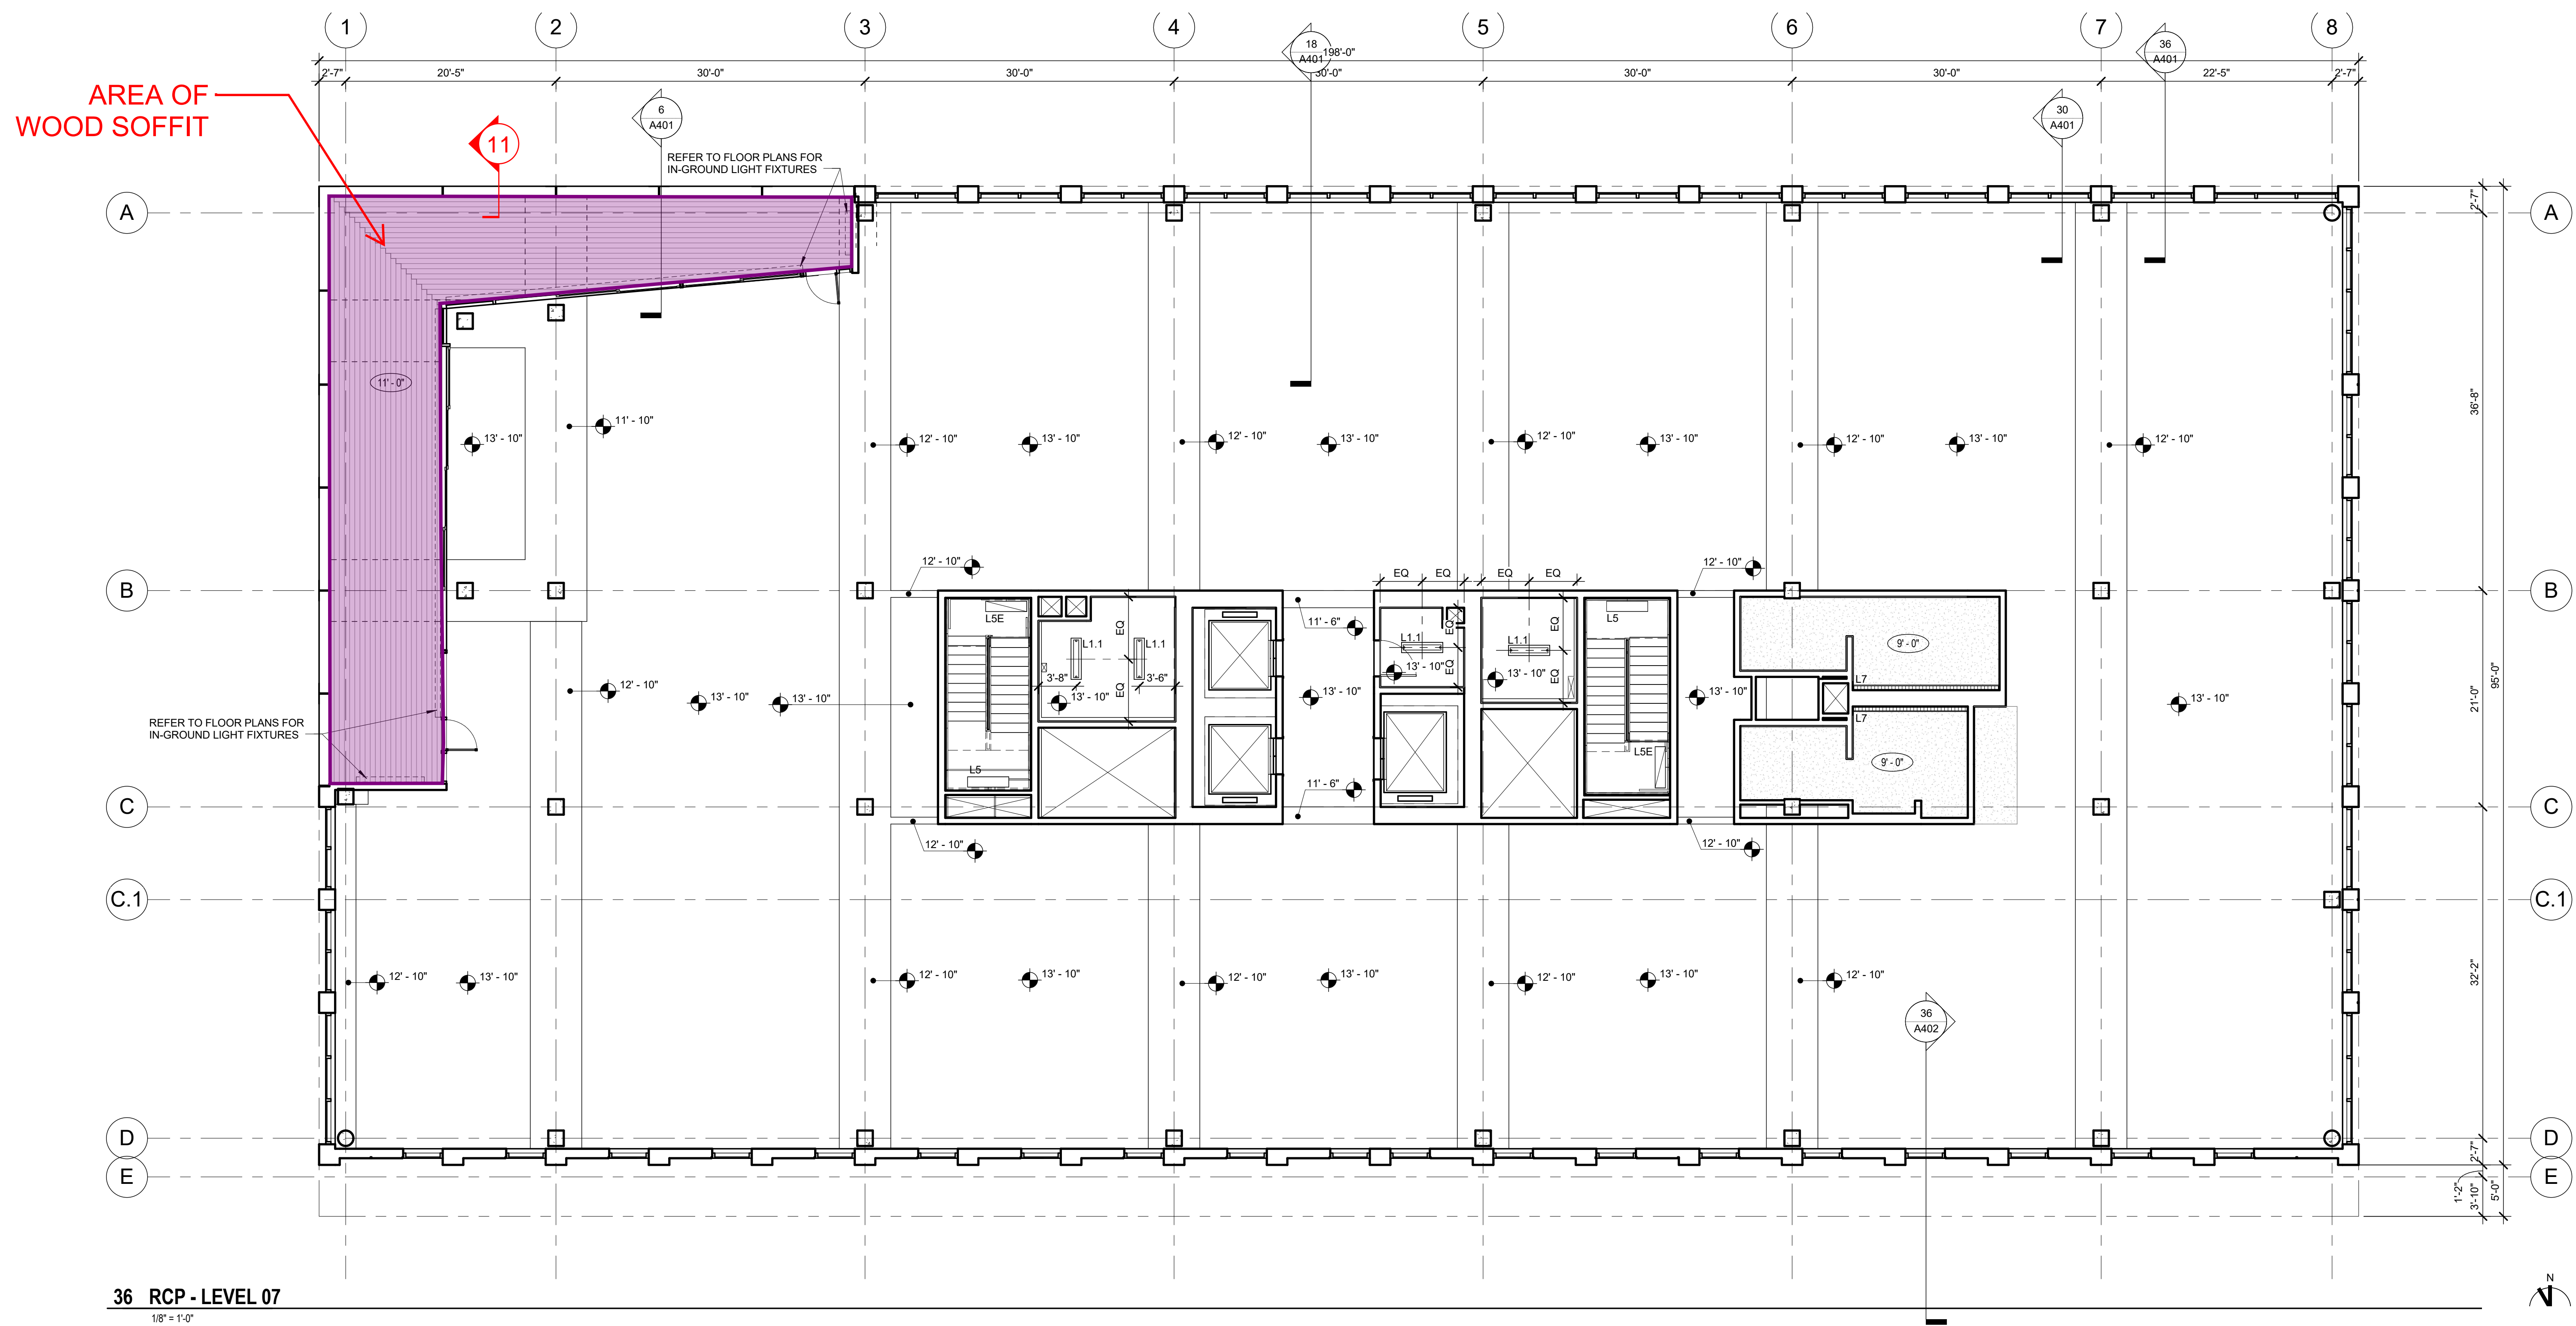 1 2 3 4 5 6 7 8
18
A401
198'-0"
36
A401
2'-7" 20'-5" 30'-0" 30'-0" 30'-0" 30'-0" 30'-0" 22'-5" 2'-7"
AREA OF
WOOD SOFFIT
6
A401
30
A401
11
REFER TO FLOOR PLANS FOR
IN-GROUND LIGHT FIXTURES
2'-7"
A A
11' - 0"
36'-8"
11' - 10"
13' - 10" 12' - 10" 13' - 10" 12' - 10" 13' - 10" 12' - 10" 13' - 10" 12' - 10" 13' - 10" 12' - 10"
12' - 10" 12' - 10"
EQ EQ EQ EQ
B B
L5E L5
11' - 6"
EQ EQ EQ
L1.1 L1.1 L1.1 L1.1
9' - 0"
13' - 10" 13' - 10"
EQ EQ EQ
3'-8" 3'-6"
L7
12' - 10" 13' - 10" 13' - 10" 13' - 10" 13' - 10" 13' - 10" 13' - 10"
21'-0"
95'-0"
L7
REFER TO FLOOR PLANS FOR
IN-GROUND LIGHT FIXTURES
L5E
9' - 0"
L5
11' - 6"
C C
12' - 10" 12' - 10"
C.1 C.1
12' - 10" 13' - 10" 12' - 10" 13' - 10" 12' - 10" 13' - 10" 12' - 10" 13' - 10" 12' - 10"
32'-2"
36
A402
D D
2'-7"
E E
1'-2"
3'-10"
5'-0"
N
36 RCP - LEVEL 07
1/8" = 1'-0"